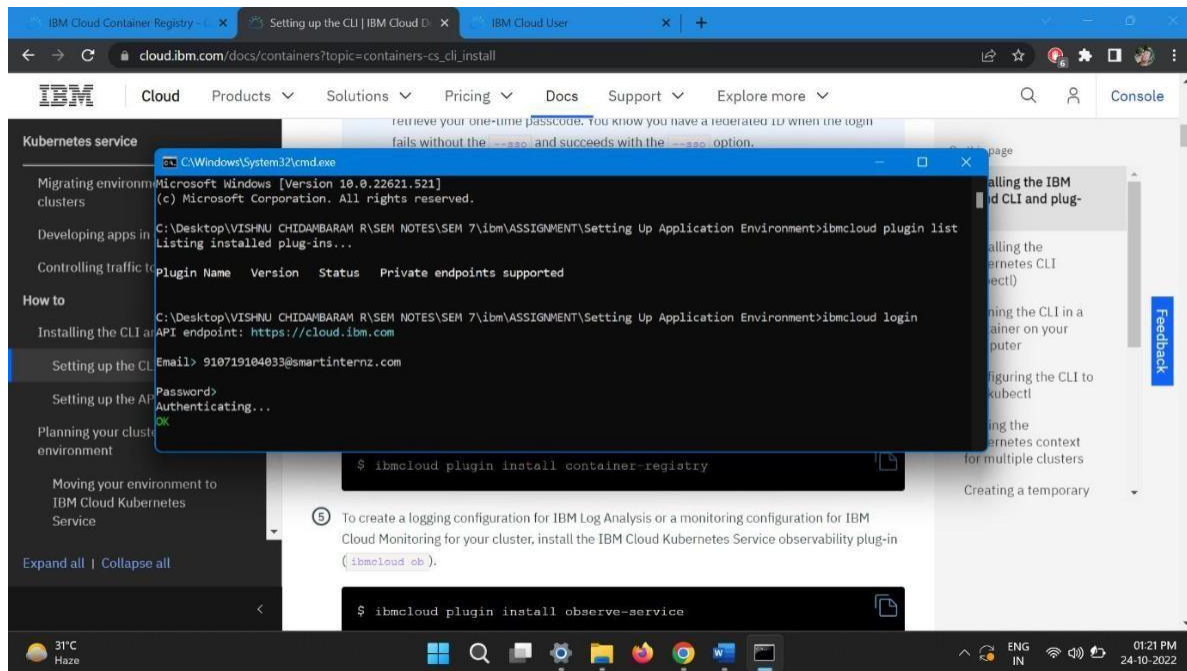 IBM Cloud Container Registry -
Setting up the CLI | IBM Cloud D
IBM Cloud User
cloud.ibm.com/docs/containers?topic=containers-cs_cli_install
6
IBM Cloud Products Solutions Pricing Docs Support Explore more Console
Kubernetes service
Migrating environm
clusters
Developing apps in
Controlling traffic to
How to
Installing the CLI an
Setting up the CL
Setting up the AP
Planning your cluste
environment
Moving your environment to
IBM Cloud Kubernetes
Service
Expand all | Collapse all
retrieve your one-time passcode. You know you have a federated ID when the login
fails without the --sso and succeeds with the --sso option.
C:\Windows\System32\cmd.exe
Microsoft Windows [Version 10.0.22621.521]
(c) Microsoft Corporation. All rights reserved.
C:\Desktop\VISHNU CHIDAMBARAM R\SEM NOTES\SEM 7\ibm\ASSIGNMENT\Setting Up Application Environment>ibmcloud plugin list
Listing installed plug-ins...
Plugin Name Version Status Private endpoints supported
C:\Desktop\VISHNU CHIDAMBARAM R\SEM NOTES\SEM 7\ibm\ASSIGNMENT\Setting Up Application Environment>ibmcloud login
API endpoint: https://cloud.ibm.com
Email> 910719104033@smartinternz.com
Password>
Authenticating...
OK
$ ibmcloud plugin install container-registry
5 To create a logging configuration for IBM Log Analysis or a monitoring configuration for IBM
Cloud Monitoring for your cluster, install the IBM Cloud Kubernetes Service observability plug-in
( ibmcloud ob ).
$ ibmcloud plugin install observe-service
page
alling the IBM
d CLI and plug-
alling the
ernetes CLI
ectl)
ning the CLI in a
ainer on your
puter
figuring the CLI to
kubectl
ing the
ernetes context
for multiple clusters
Creating a temporary
Feedback
31°C
Haze
ENG
IN
01:21 PM
24-10-2022